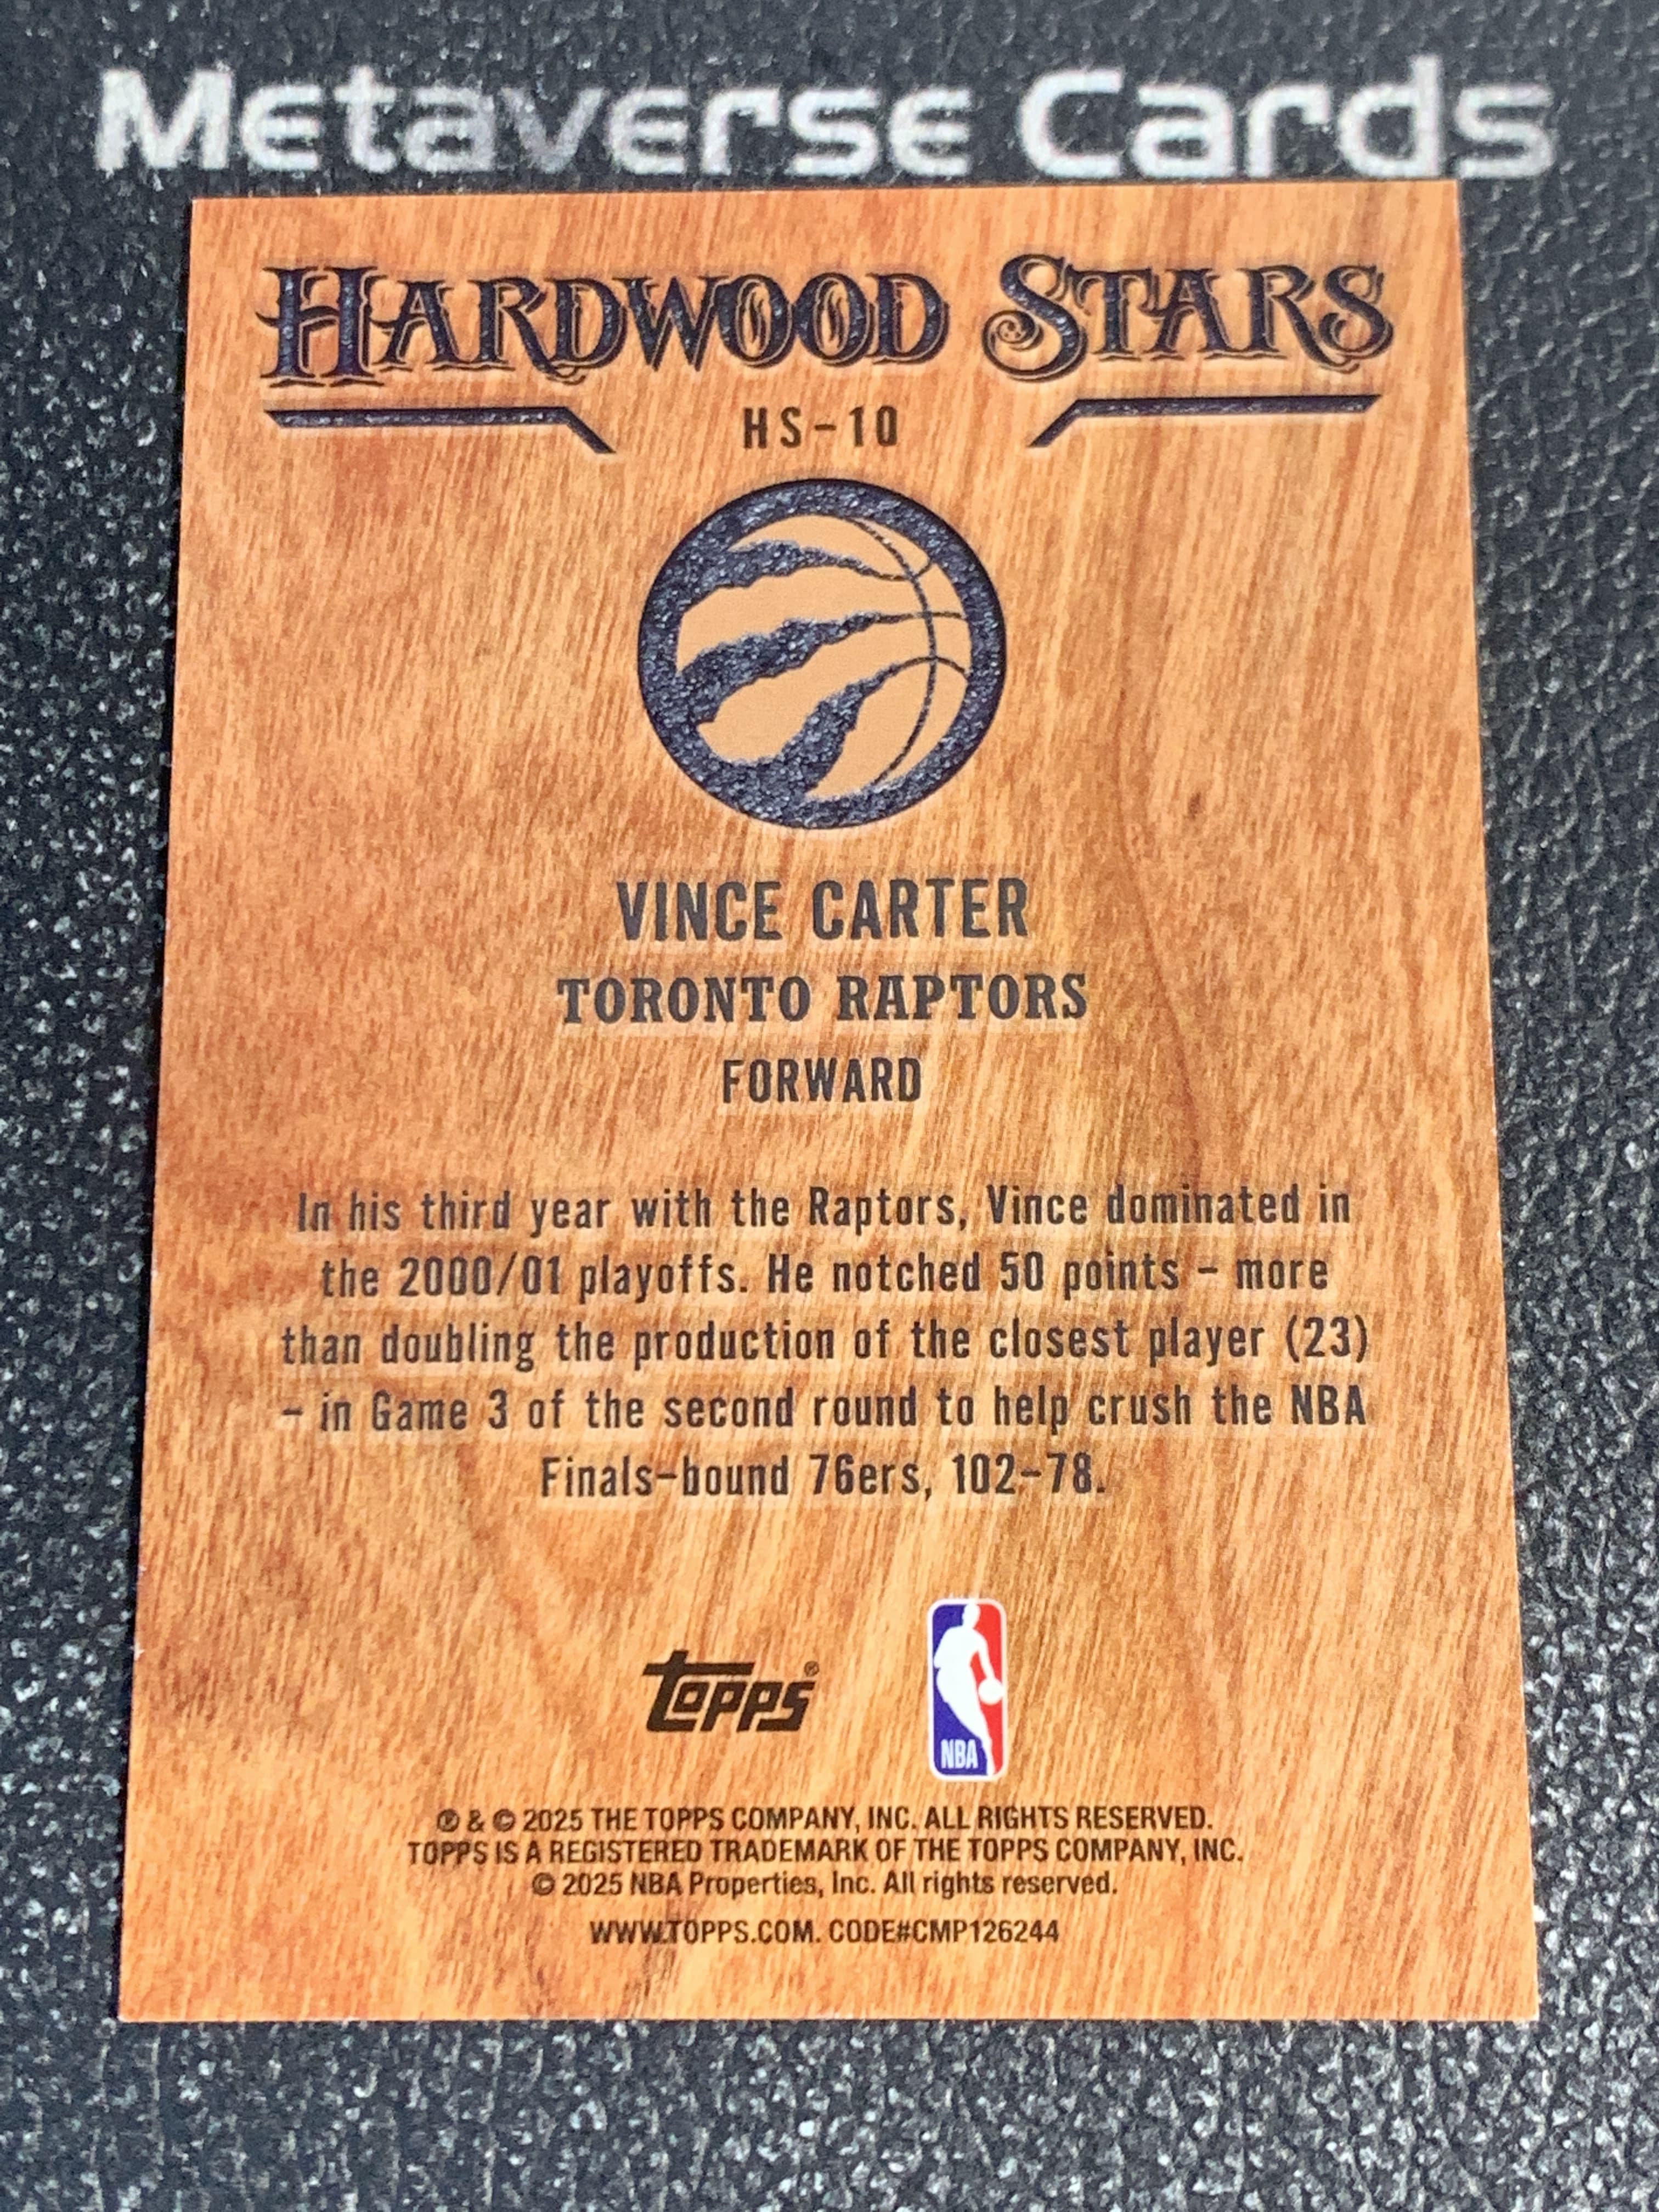 Metaverse Cards
HARDWOOD STARS
HS-10
VINCE CARTER
TORONTO RAPTORS
FORWARD
In his third year with the Raptors, Vince dominated in
the 2000/01 playoffs. He notched 50 points – more
than doubling the production of the closest player (23)
– in Game 3 of the second round to help crush the NBA
Finals-bound 76ers, 102-78.
topps®
NBA
® & © 2025 THE TOPPS COMPANY, INC. ALL RIGHTS RESERVED.
TOPPS IS A REGISTERED TRADEMARK OF THE TOPPS COMPANY, INC.
© 2025 NBA Properties, Inc. All rights reserved.
WWW.TOPPS.COM. CODE#CMP126244